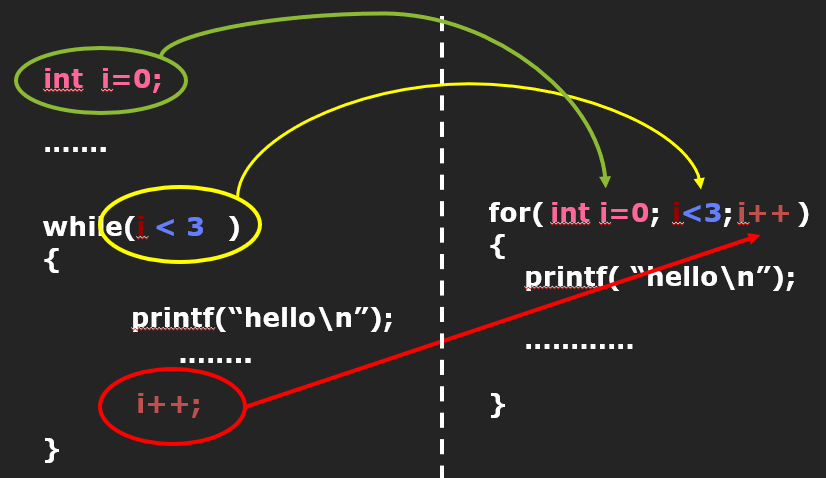 int i=0;
.......
while(i < 3 )
{
printf(“hello\n”);
........
i++;
}
for( int i=0; i<3; i++ )
{
printf( “hello\n”);
............
}